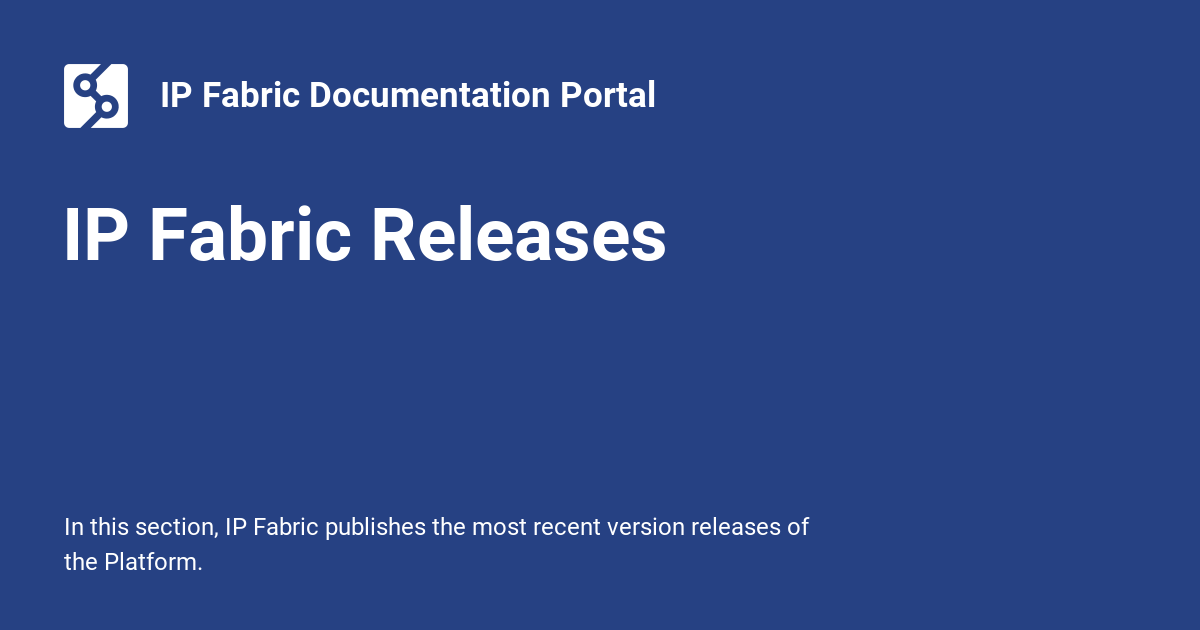 IP Fabric Documentation Portal
IP Fabric Releases
In this section, IP Fabric publishes the most recent version releases of
the Platform.